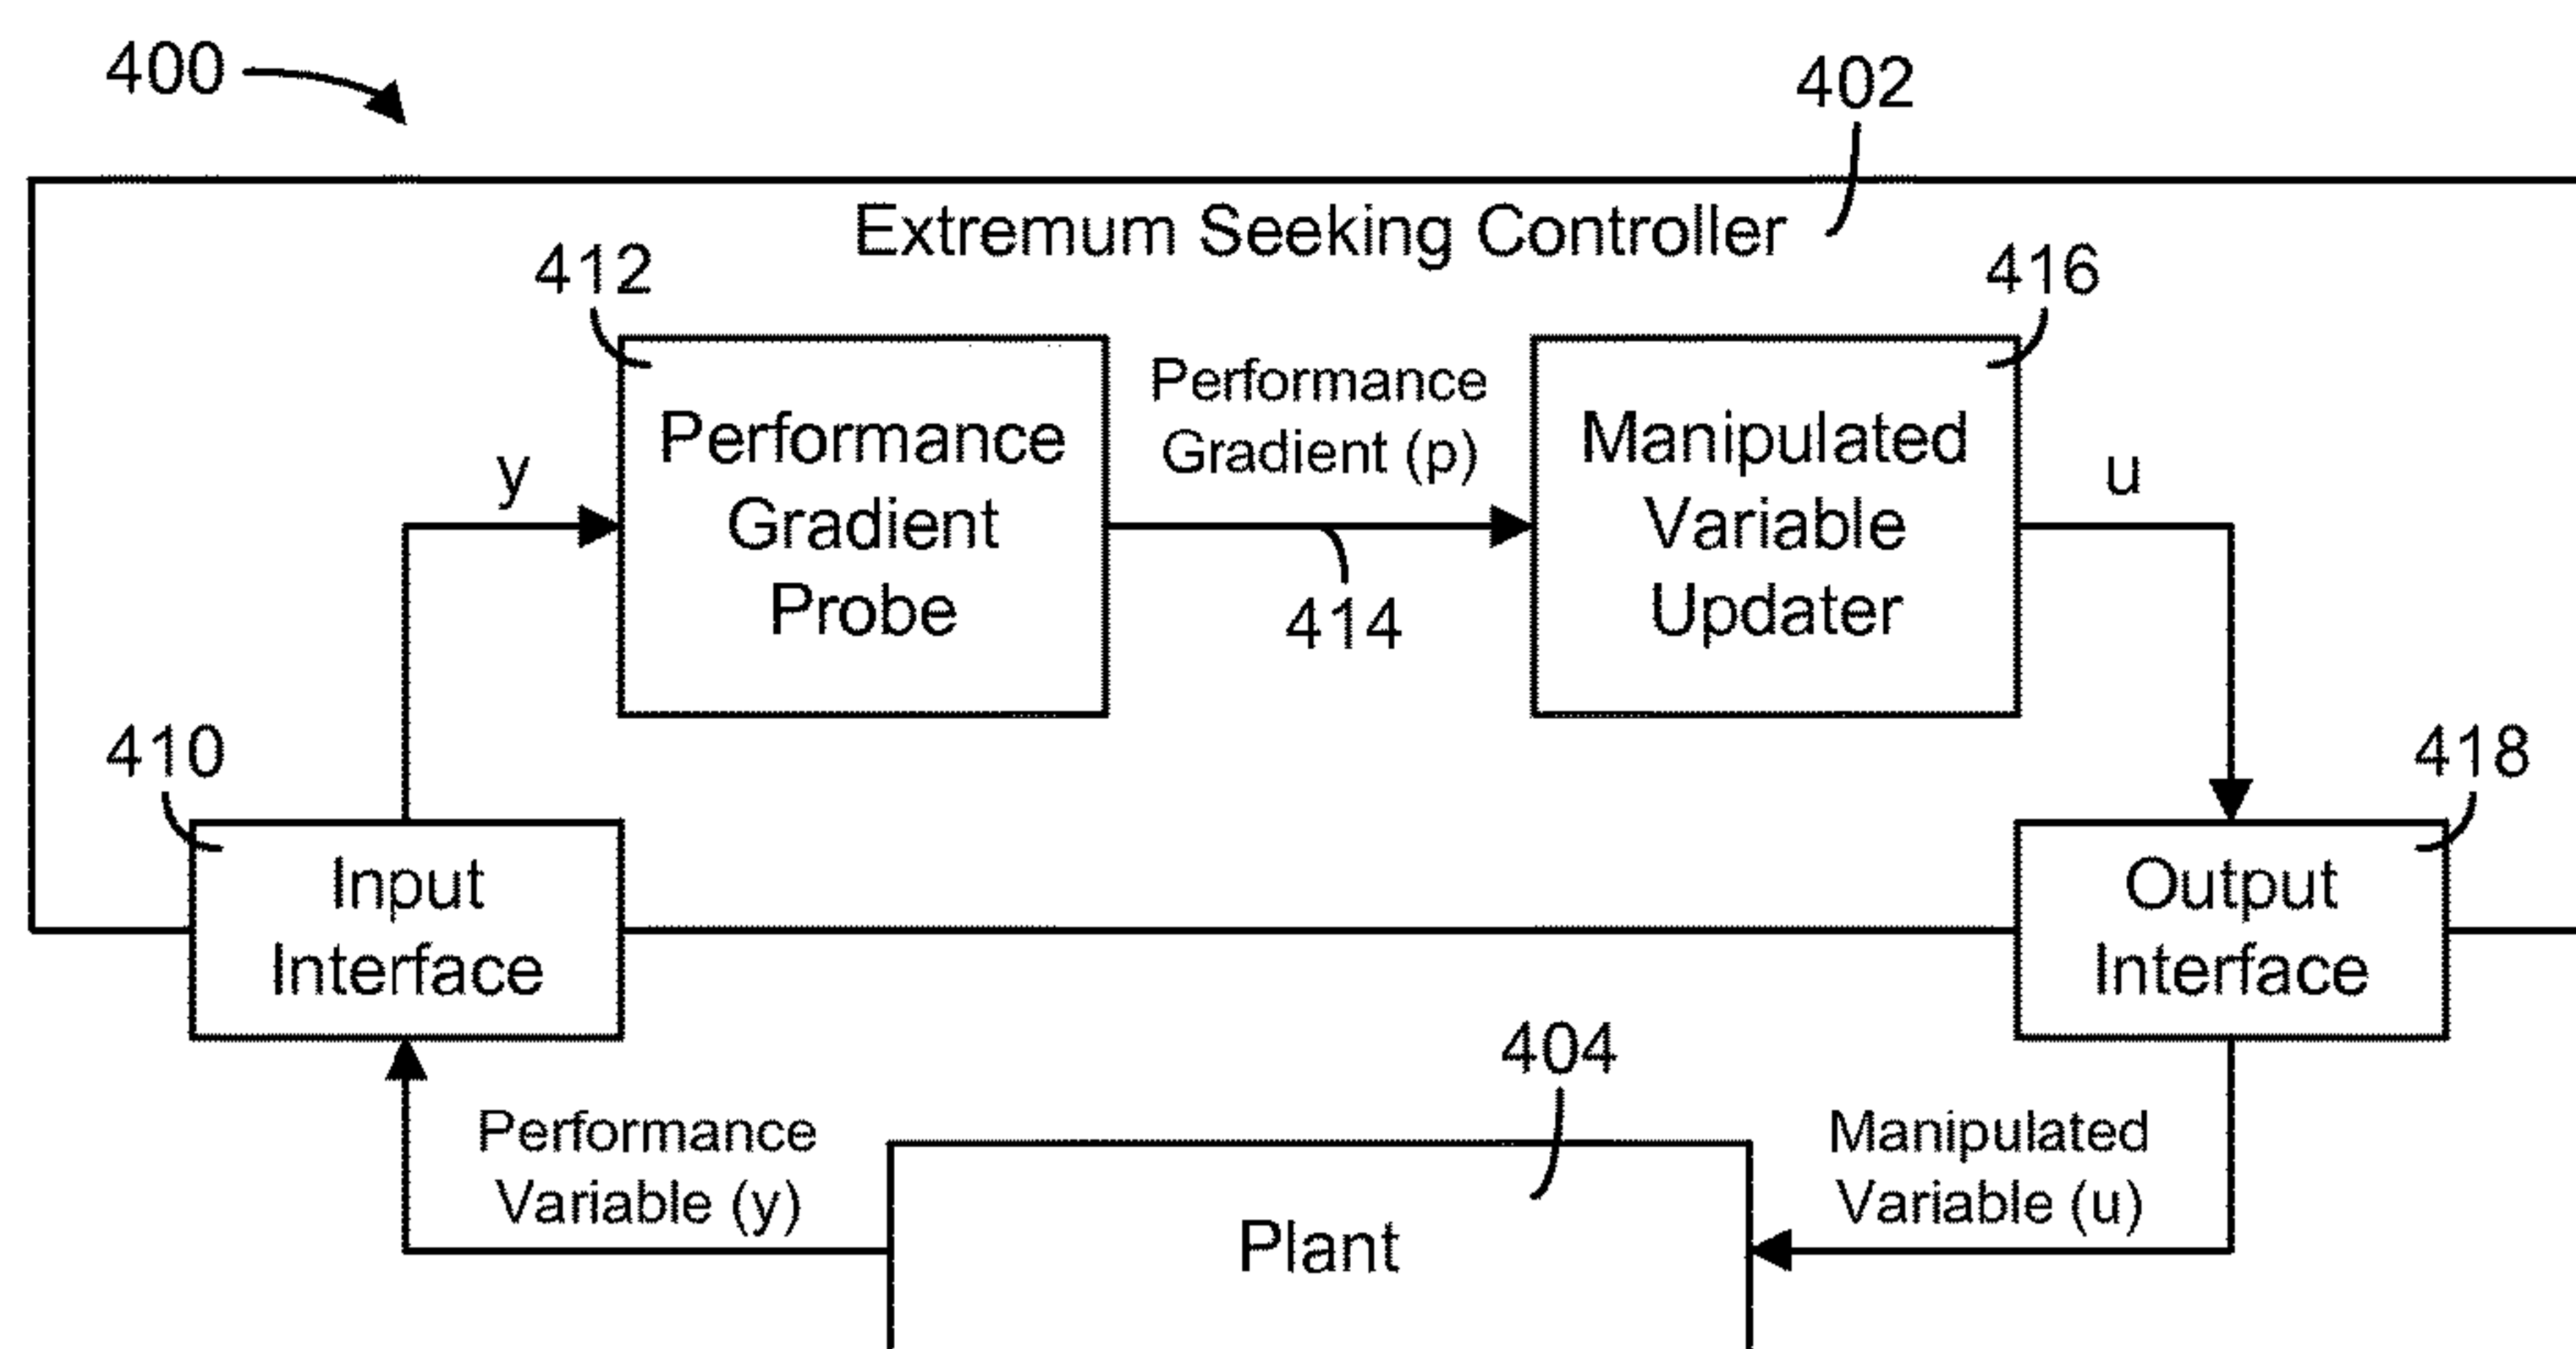 400
402
Extremum Seeking Controller
412
416
Performance
Gradient
Probe
y
Performance
Gradient (p)
414
Manipulated
Variable
Updater
u
410
Input
Interface
418
Output
Interface
404
Performance
Variable (y)
Plant
Manipulated
Variable (u)